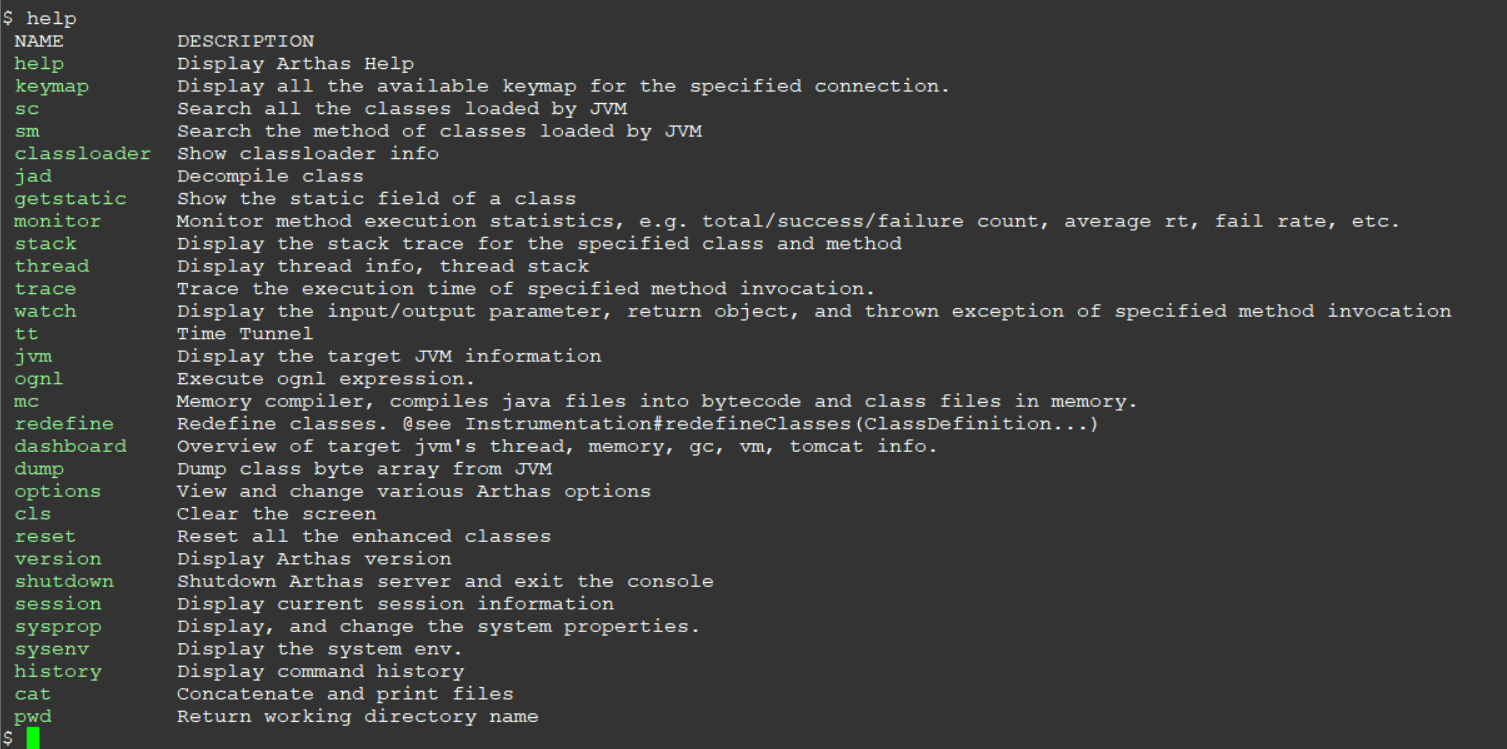 $ help
NAME DESCRIPTION
help Display Arthas Help
keymap Display all the available keymap for the specified connection.
sc Search all the classes loaded by JVM
sm Search the method of classes loaded by JVM
classloader Show classloader info
jad Decompile class
getstatic Show the static field of a class
monitor Monitor method execution statistics, e.g. total/success/failure count, average rt, fail rate, etc.
stack Display the stack trace for the specified class and method
thread Display thread info, thread stack
trace Trace the execution time of specified method invocation.
watch Display the input/output parameter, return object, and thrown exception of specified method invocation
tt Time Tunnel
jvm Display the target JVM information
ognl Execute ognl expression.
mc Memory compiler, compiles java files into bytecode and class files in memory.
redefine Redefine classes. @see Instrumentation#redefineClasses(ClassDefinition...)
dashboard Overview of target jvm's thread, memory, gc, vm, tomcat info.
dump Dump class byte array from JVM
options View and change various Arthas options
cls Clear the screen
reset Reset all the enhanced classes
version Display Arthas version
shutdown Shutdown Arthas server and exit the console
session Display current session information
sysprop Display, and change the system properties.
sysenv Display the system env.
history Display command history
cat Concatenate and print files
pwd Return working directory name
$